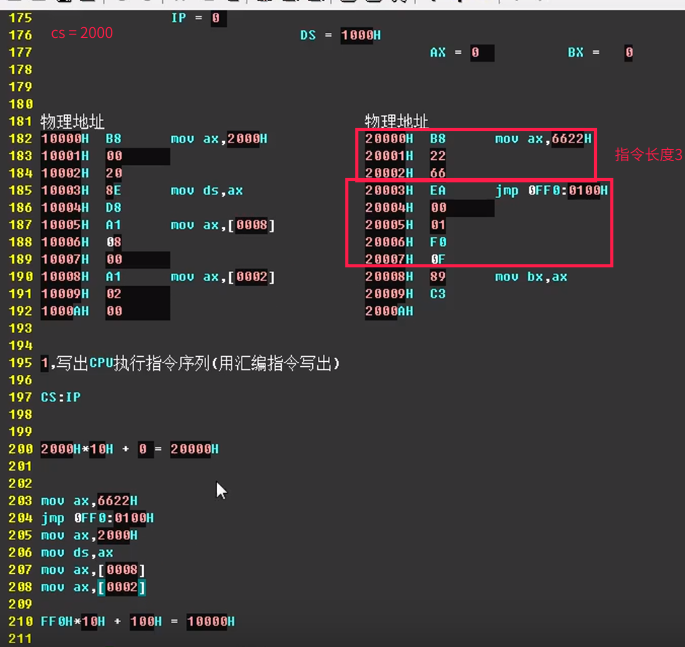 175 IP = 0
176 cs = 2000 DS = 1000H
177 AX = 0 BX = 0
178
179
180
181 物理地址 物理地址
182 10000H B8 mov ax,2000H 20000H B8 mov ax,6622H
183 10001H 00 20001H 22 指令长度3
184 10002H 20 20002H 66
185 10003H 8E mov ds,ax 20003H EA jmp 0FF0:0100H
186 10004H D8 20004H 00
187 10005H A1 mov ax,[0008] 20005H 01
188 10006H 08 20006H F0
189 10007H 00 20007H 0F
190 10008H A1 mov ax,[0002] 20008H 89 mov bx,ax
191 10009H 02 20009H C3
192 1000AH 00 2000AH
193
194
195 1,写出CPU执行指令序列(用汇编指令写出)
196
197 CS:IP
198
199
200 2000H*10H + 0 = 20000H
201
202
203 mov ax,6622H
204 jmp 0FF0:0100H
205 mov ax,2000H
206 mov ds,ax
207 mov ax,[0008]
208 mov ax,[0002]
209
210 FF0H*10H + 100H = 10000H
211